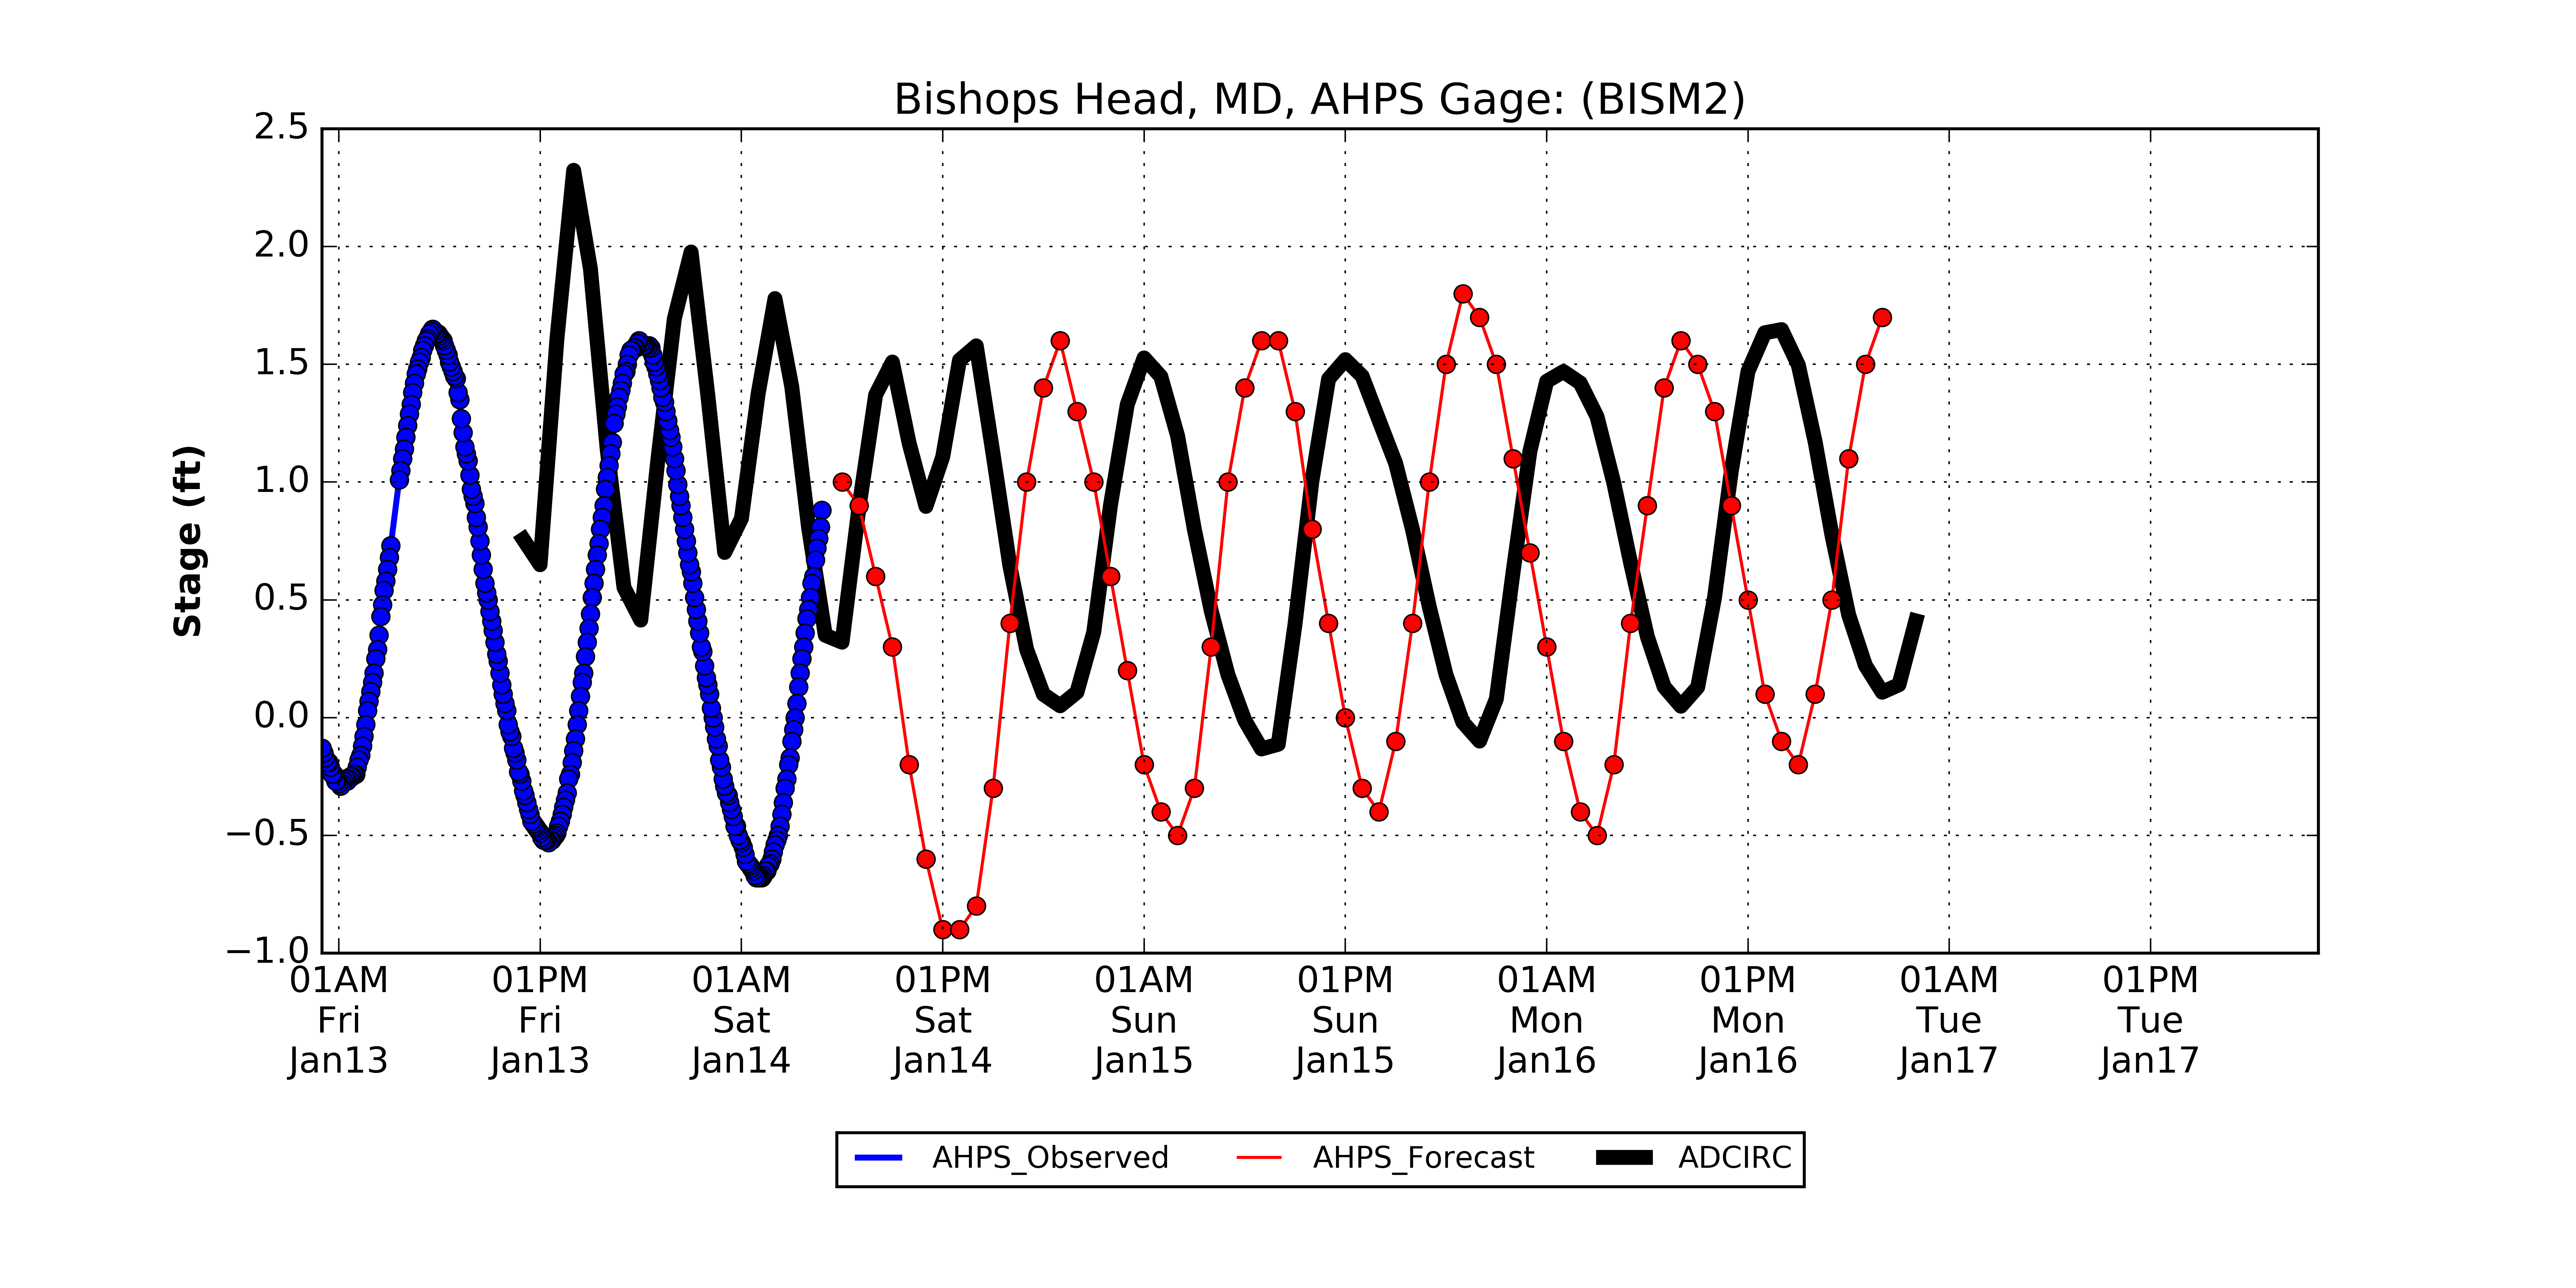 Bishops Head, MD, AHPS Gage: (BISM2)
Stage (ft)
2.5
2.0
1.5
1.0
0.5
0.0
−0.5
−1.0
01AM 01PM 01AM 01PM 01AM 01PM 01AM 01PM 01AM 01PM
Fri Fri Sat Sat Sun Sun Mon Mon Tue Tue
Jan13 Jan13 Jan14 Jan14 Jan15 Jan15 Jan16 Jan16 Jan17 Jan17
AHPS_Observed AHPS_Forecast ADCIRC